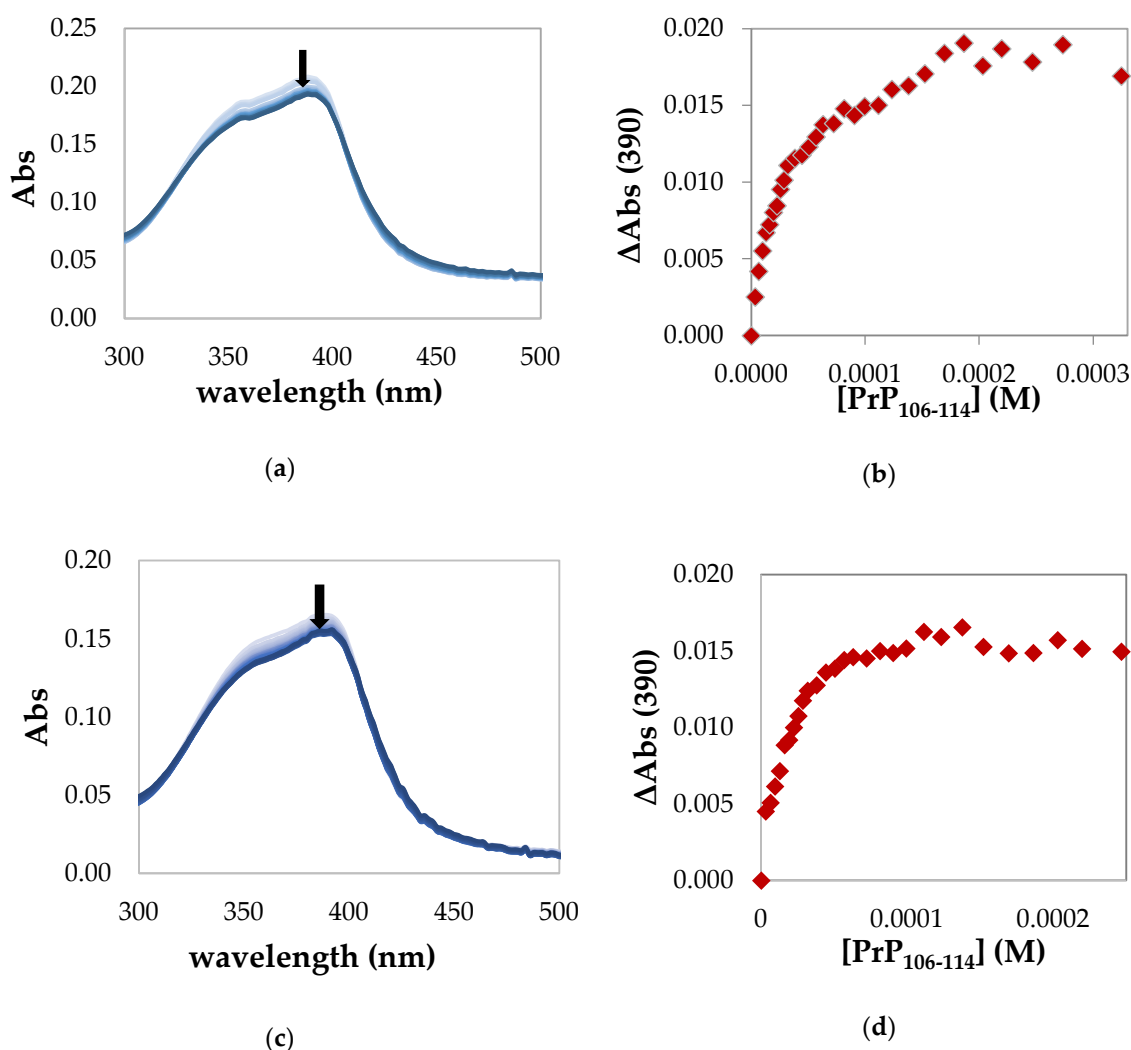 0.25
0.20
0.15
0.10
0.05
0.00
Abs
300 350 400 450 500
wavelength (nm)
(a)
0.020
0.015
0.010
0.005
0.000
ΔAbs (390)
0.0000 0.0001 0.0002 0.0003
[PrP106-114] (M)
(b)
0.20
0.15
0.10
0.05
0.00
Abs
300 350 400 450 500
wavelength (nm)
(c)
0.020
0.015
0.010
0.005
0.000
ΔAbs (390)
0 0.0001 0.0002
[PrP106-114] (M)
(d)